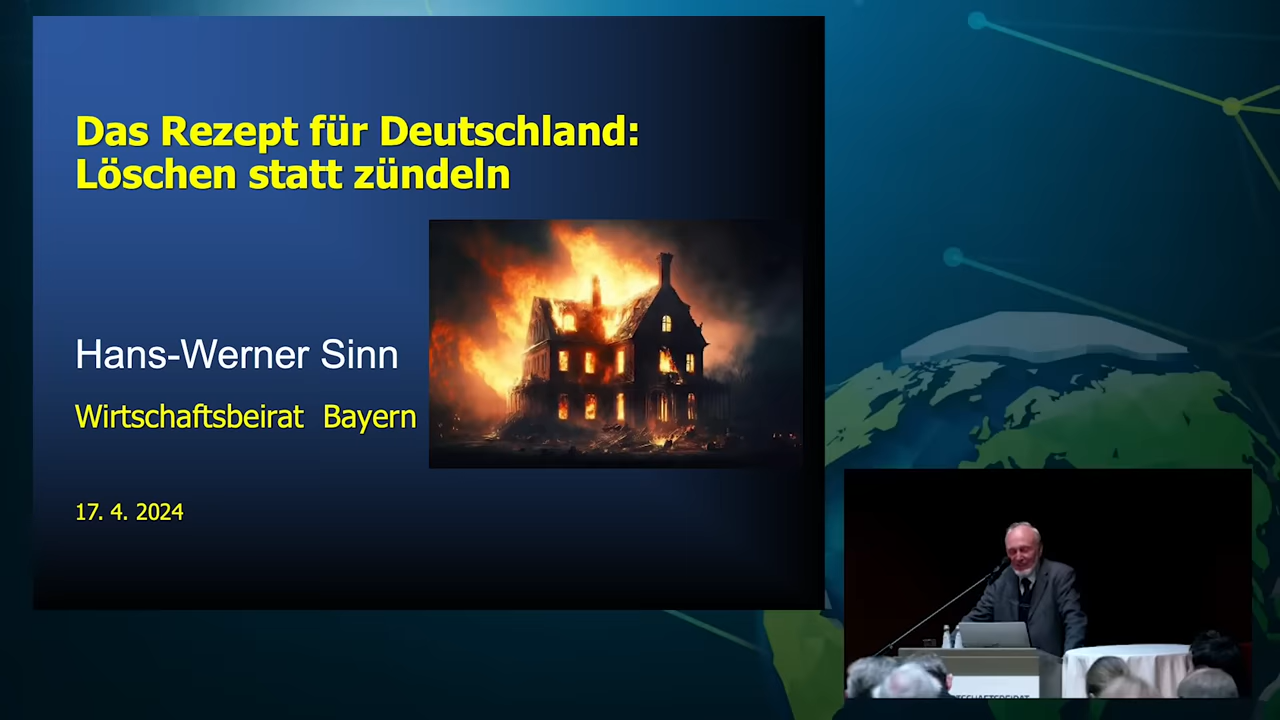 Das Rezept für Deutschland:
Löschen statt zündeln
Hans-Werner Sinn
Wirtschaftsbeirat Bayern
17. 4. 2024